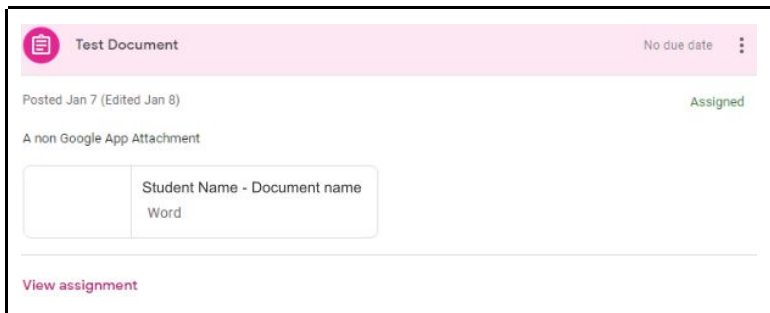 Test Document
No due date
Posted Jan 7 (Edited Jan 8)
Assigned
A non Google App Attachment
Student Name - Document name
Word
View assignment